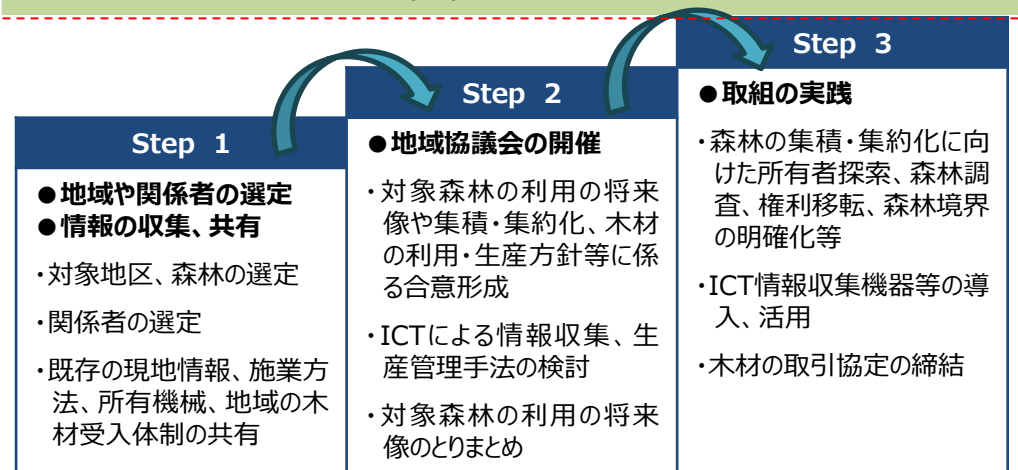 Step 1
●地域や関係者の選定
●情報の収集、共有
・対象地区、森林の選定
・関係者の選定
・既存の現地情報、施業方
法、所有機械、地域の木
材受入体制の共有
Step 2
●地域協議会の開催
・対象森林の利用の将来
像や集積・集約化、木材
の利用・生産方針等に係
る合意形成
・ICTによる情報収集、生
産管理手法の検討
・対象森林の利用の将来
像のとりまとめ
Step 3
●取組の実践
・森林の集積・集約化に向
けた所有者探索、森林調
査、権利移転、森林境界
の明確化等
・ICT情報収集機器等の導
入、活用
・木材の取引協定の締結